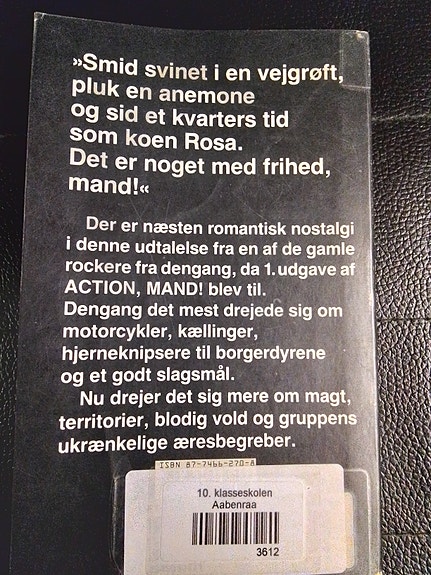 »Smid svinet i en vejgrøft,
pluk en anemone
og sid et kvarters tid
som koen Rosa.
Det er noget med frihed,
mand!«
Der er næsten romantisk nostalgi
i denne udtalelse fra en af de gamle
rockere fra dengang, da 1. udgave af
ACTION, MAND! blev til.
Dengang det mest drejede sig om
motorcykler, kællinger,
hjerneknipsere til borgerdyrene
og et godt slagsmål.
Nu drejer det sig mere om magt,
territorier, blodig vold og gruppens
ukrænkelige æresbegreber.
ISBN 87-7466-270-8
10. klasseskolen
Aabenraa
3612